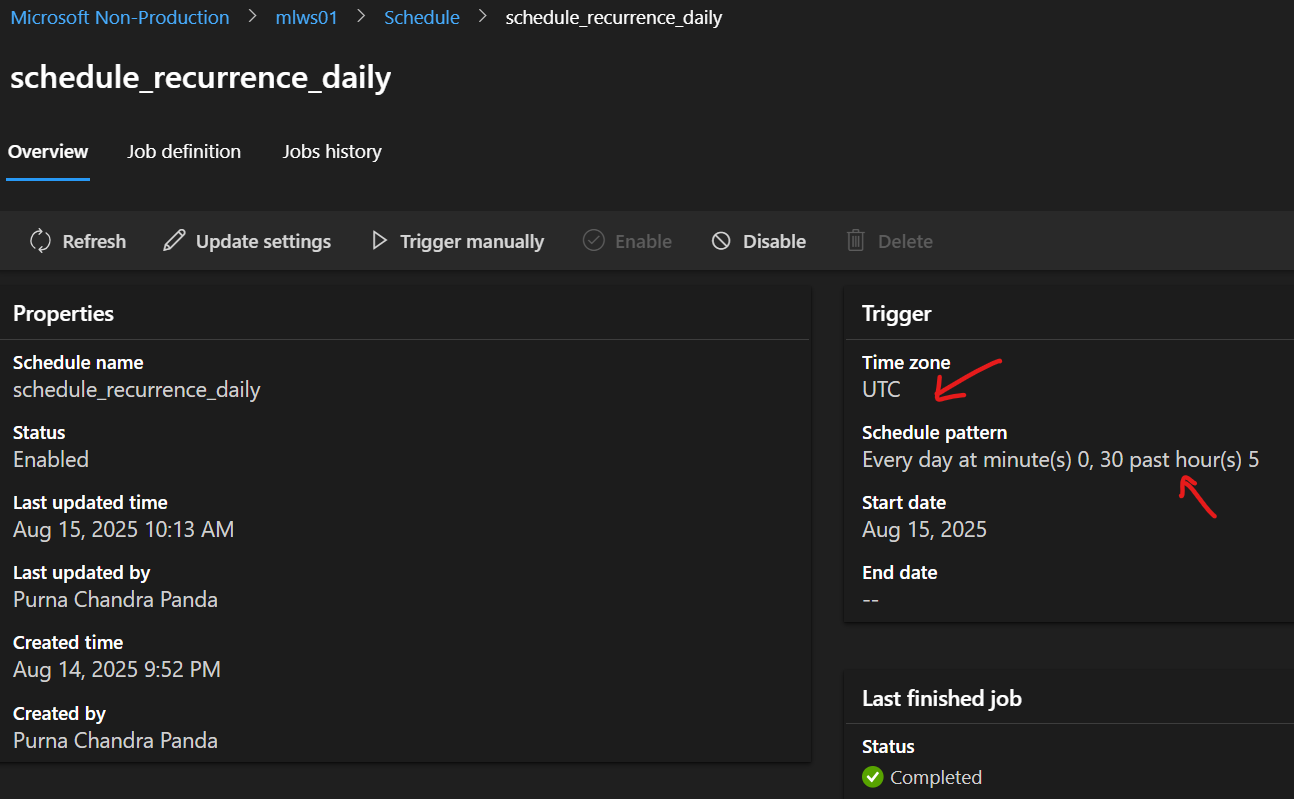 Microsoft Non-Production > mlws01 > Schedule > schedule_recurrence_daily
schedule_recurrence_daily
Overview Job definition Jobs history
Refresh Update settings Trigger manually Enable Disable Delete
Properties
Schedule name
schedule_recurrence_daily
Status
Enabled
Last updated time
Aug 15, 2025 10:13 AM
Last updated by
Purna Chandra Panda
Created time
Aug 14, 2025 9:52 PM
Created by
Purna Chandra Panda
Trigger
Time zone
UTC
Schedule pattern
Every day at minute(s) 0, 30 past hour(s) 5
Start date
Aug 15, 2025
End date
--
Last finished job
Status
Completed